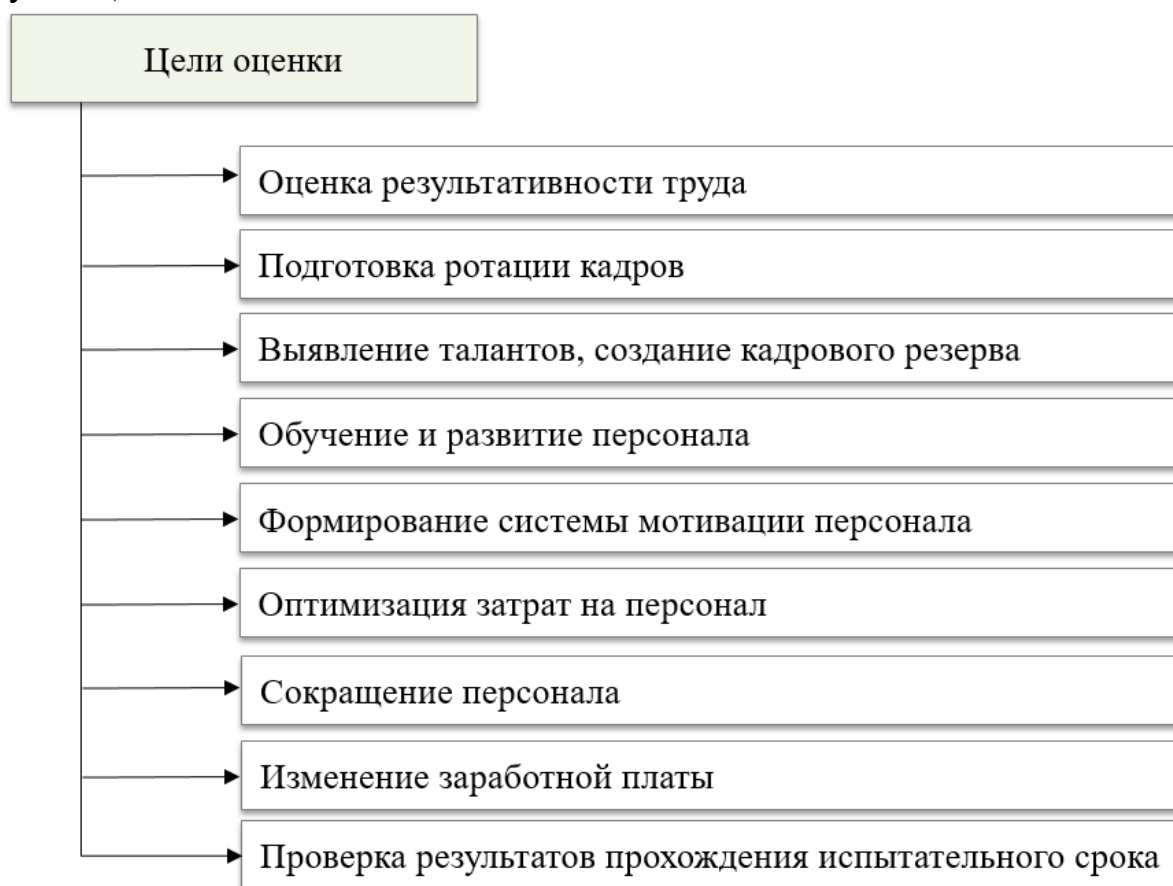 Цели оценки
Оценка результативности труда
Подготовка ротации кадров
Выявление талантов, создание кадрового резерва
Обучение и развитие персонала
Формирование системы мотивации персонала
Оптимизация затрат на персонал
Сокращение персонала
Изменение заработной платы
Проверка результатов прохождения испытательного срока